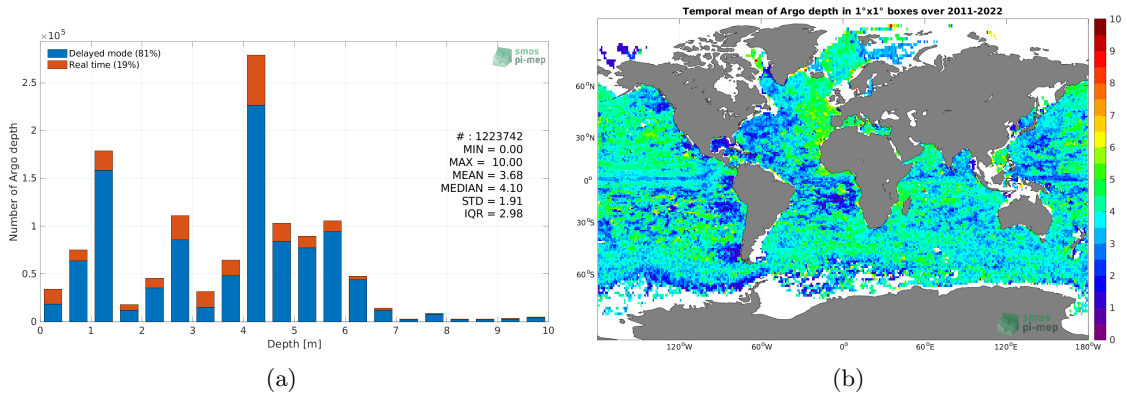 ×10⁵
Delayed mode (81%)
Real time (19%)
smos
pi-mep
# : 1223742
MIN = 0.00
MAX = 10.00
MEAN = 3.68
MEDIAN = 4.10
STD = 1.91
IQR = 2.98
Number of Argo depth
2.5
2
1.5
1
0.5
0
0 1 2 3 4 5 6 7 8 9 10
Depth [m]
(a)
Temporal mean of Argo depth in 1°x1° boxes over 2011-2022
60°N
30°N
0°
30°S
60°S
120°W 60°W 0° 60°E 120°E 180°W
smos
pi-mep
10
9
8
7
6
5
4
3
2
1
0
(b)